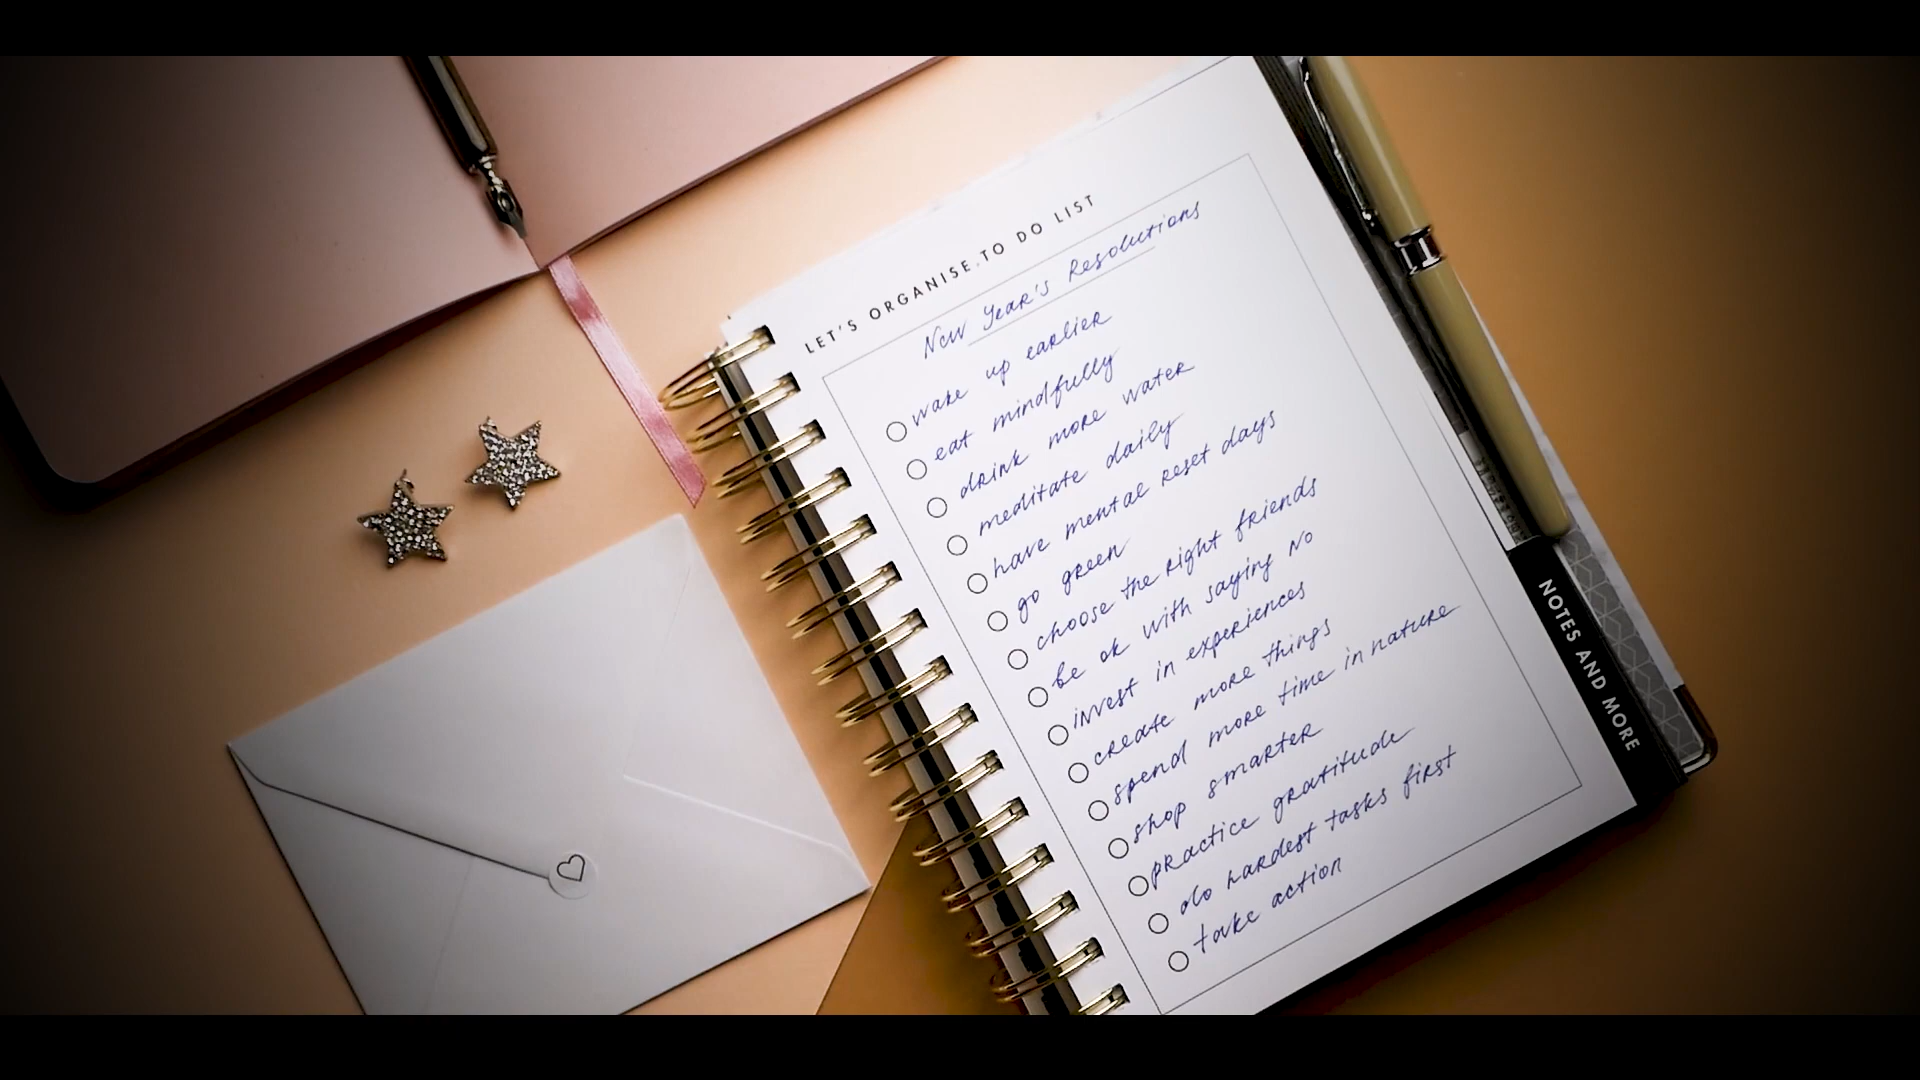 LET'S ORGANISE.TO DO LIST
New Year's Resolutions
wake up earlier
eat mindfully
drink more water
meditate daily
have mental reset days
go green
choose the right friends
be ok with saying No
invest in experiences
create more things
spend more time in nature
shop smarter
practice gratitude
do hardest tasks first
take action
NOTES AND MORE